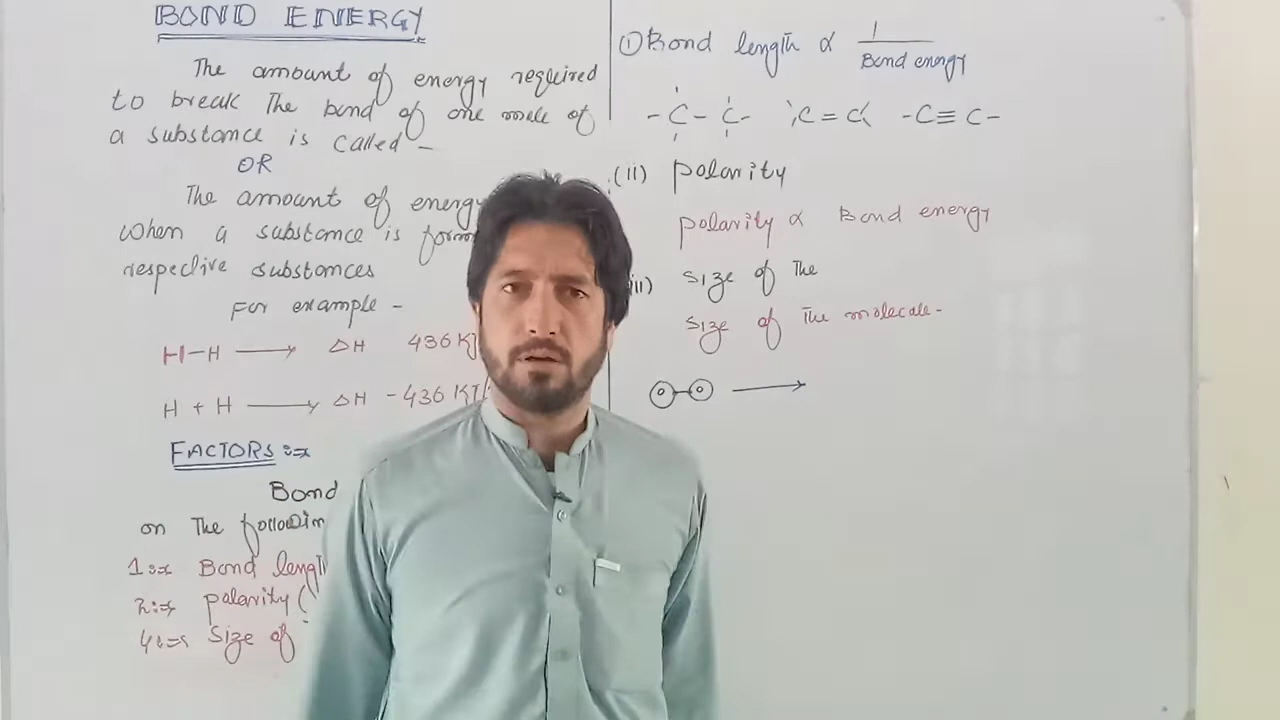 BOND ENERGY
The amount of energy required
to break The bond of one mole of
a substance is called -
OR
The amount of energy
when a substance is form
respective substances
For example -
H-H ⟶ ΔH 436 KJ
H + H ⟶ ΔH -436 KJ/
FACTORS :=
Bond
on The following
1:= Bond length
2:= polarity (
4:= Size of
① Bond length ∝ 1/Bond energy
-C-C- C=C -C≡C-
(ii) polarity
polarity ∝ Bond energy
iii) Size of The
Size of The molecule-